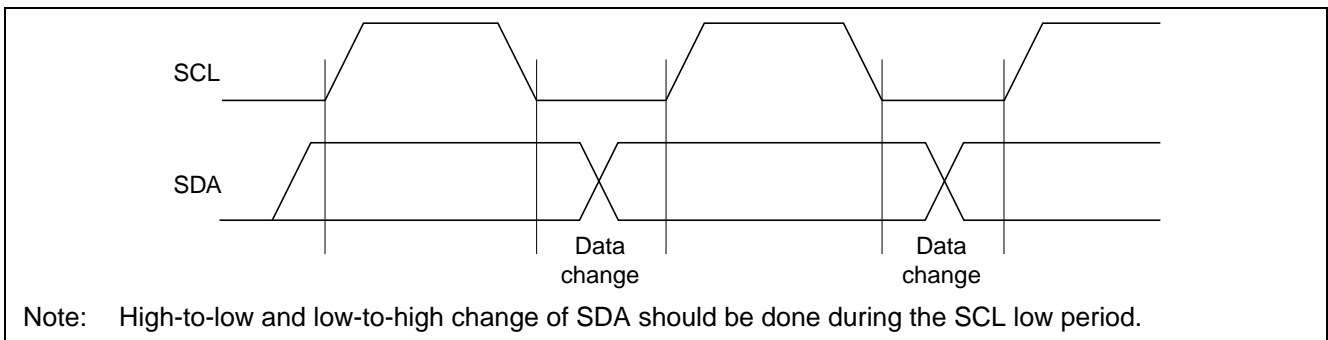 SCL
SDA
Data
change
Data
change
Note: High-to-low and low-to-high change of SDA should be done during the SCL low period.